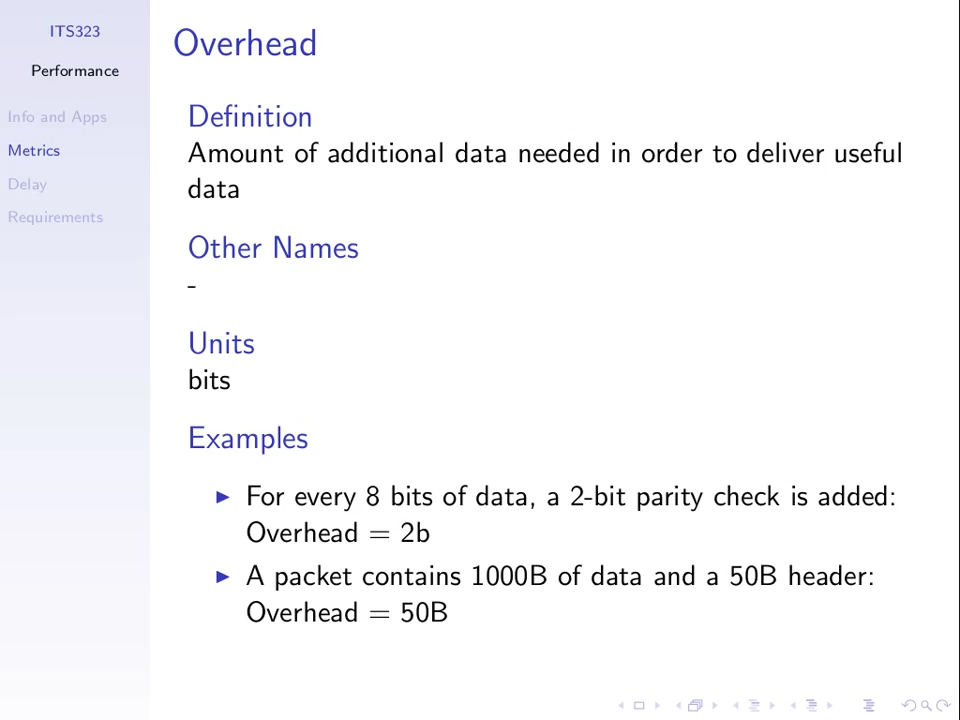 ITS323
Performance
Info and Apps
Metrics
Delay
Requirements
Overhead
Definition
Amount of additional data needed in order to deliver useful
data
Other Names
-
Units
bits
Examples
For every 8 bits of data, a 2-bit parity check is added:
Overhead = 2b
A packet contains 1000B of data and a 50B header:
Overhead = 50B